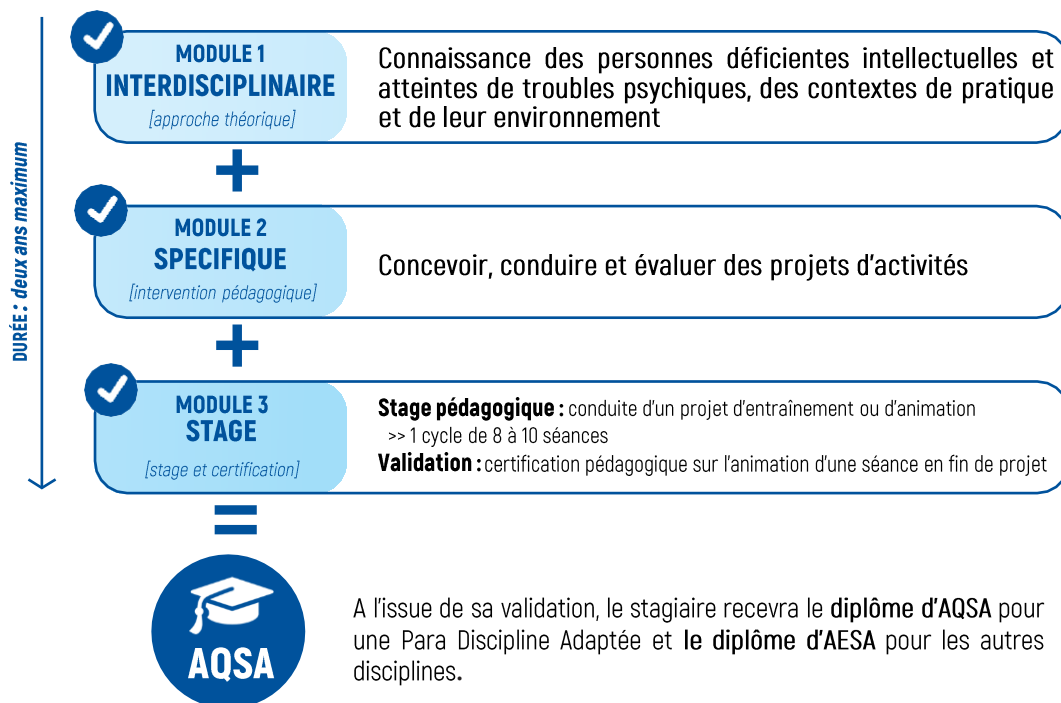 DURÉE : deux ans maximum
MODULE 1
INTERDISCIPLINAIRE
[approche théorique]
Connaissance des personnes déficientes intellectuelles et
atteintes de troubles psychiques, des contextes de pratique
et de leur environnement
+
MODULE 2
SPECIFIQUE
[intervention pédagogique]
Concevoir, conduire et évaluer des projets d'activités
+
MODULE 3
STAGE
[stage et certification]
Stage pédagogique : conduite d'un projet d'entraînement ou d'animation
>> 1 cycle de 8 à 10 séances
Validation : certification pédagogique sur l'animation d'une séance en fin de projet
=
AQSA
A l'issue de sa validation, le stagiaire recevra le diplôme d'AQSA pour
une Para Discipline Adaptée et le diplôme d'AESA pour les autres
disciplines.